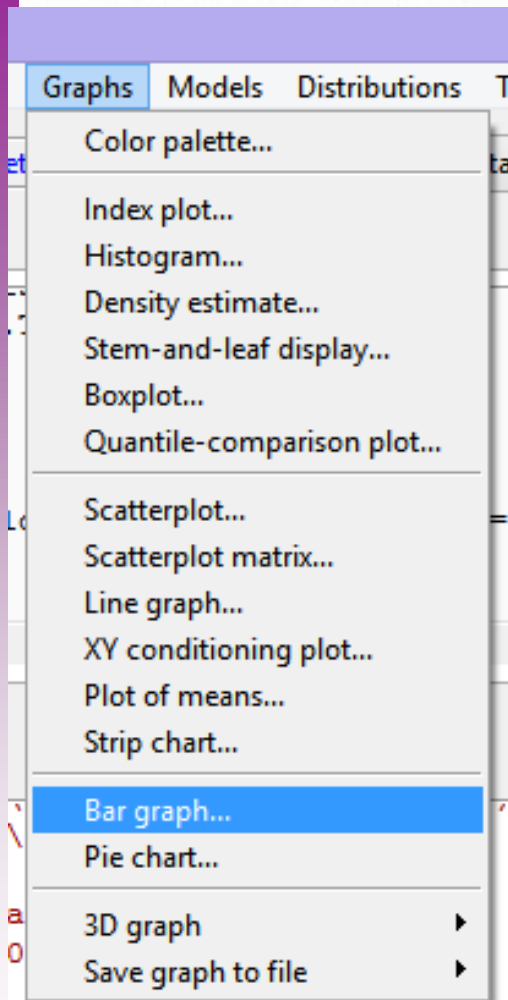 Graphs Models Distributions T
Color palette...
et
ta
Index plot...
Histogram...
Density estimate...
Stem-and-leaf display...
Boxplot...
Quantile-comparison plot...
Scatterplot...
=
Scatterplot matrix...
Line graph...
XY conditioning plot...
Plot of means...
Strip chart...
Bar graph...
\
Pie chart...
a
3D graph
Save graph to file